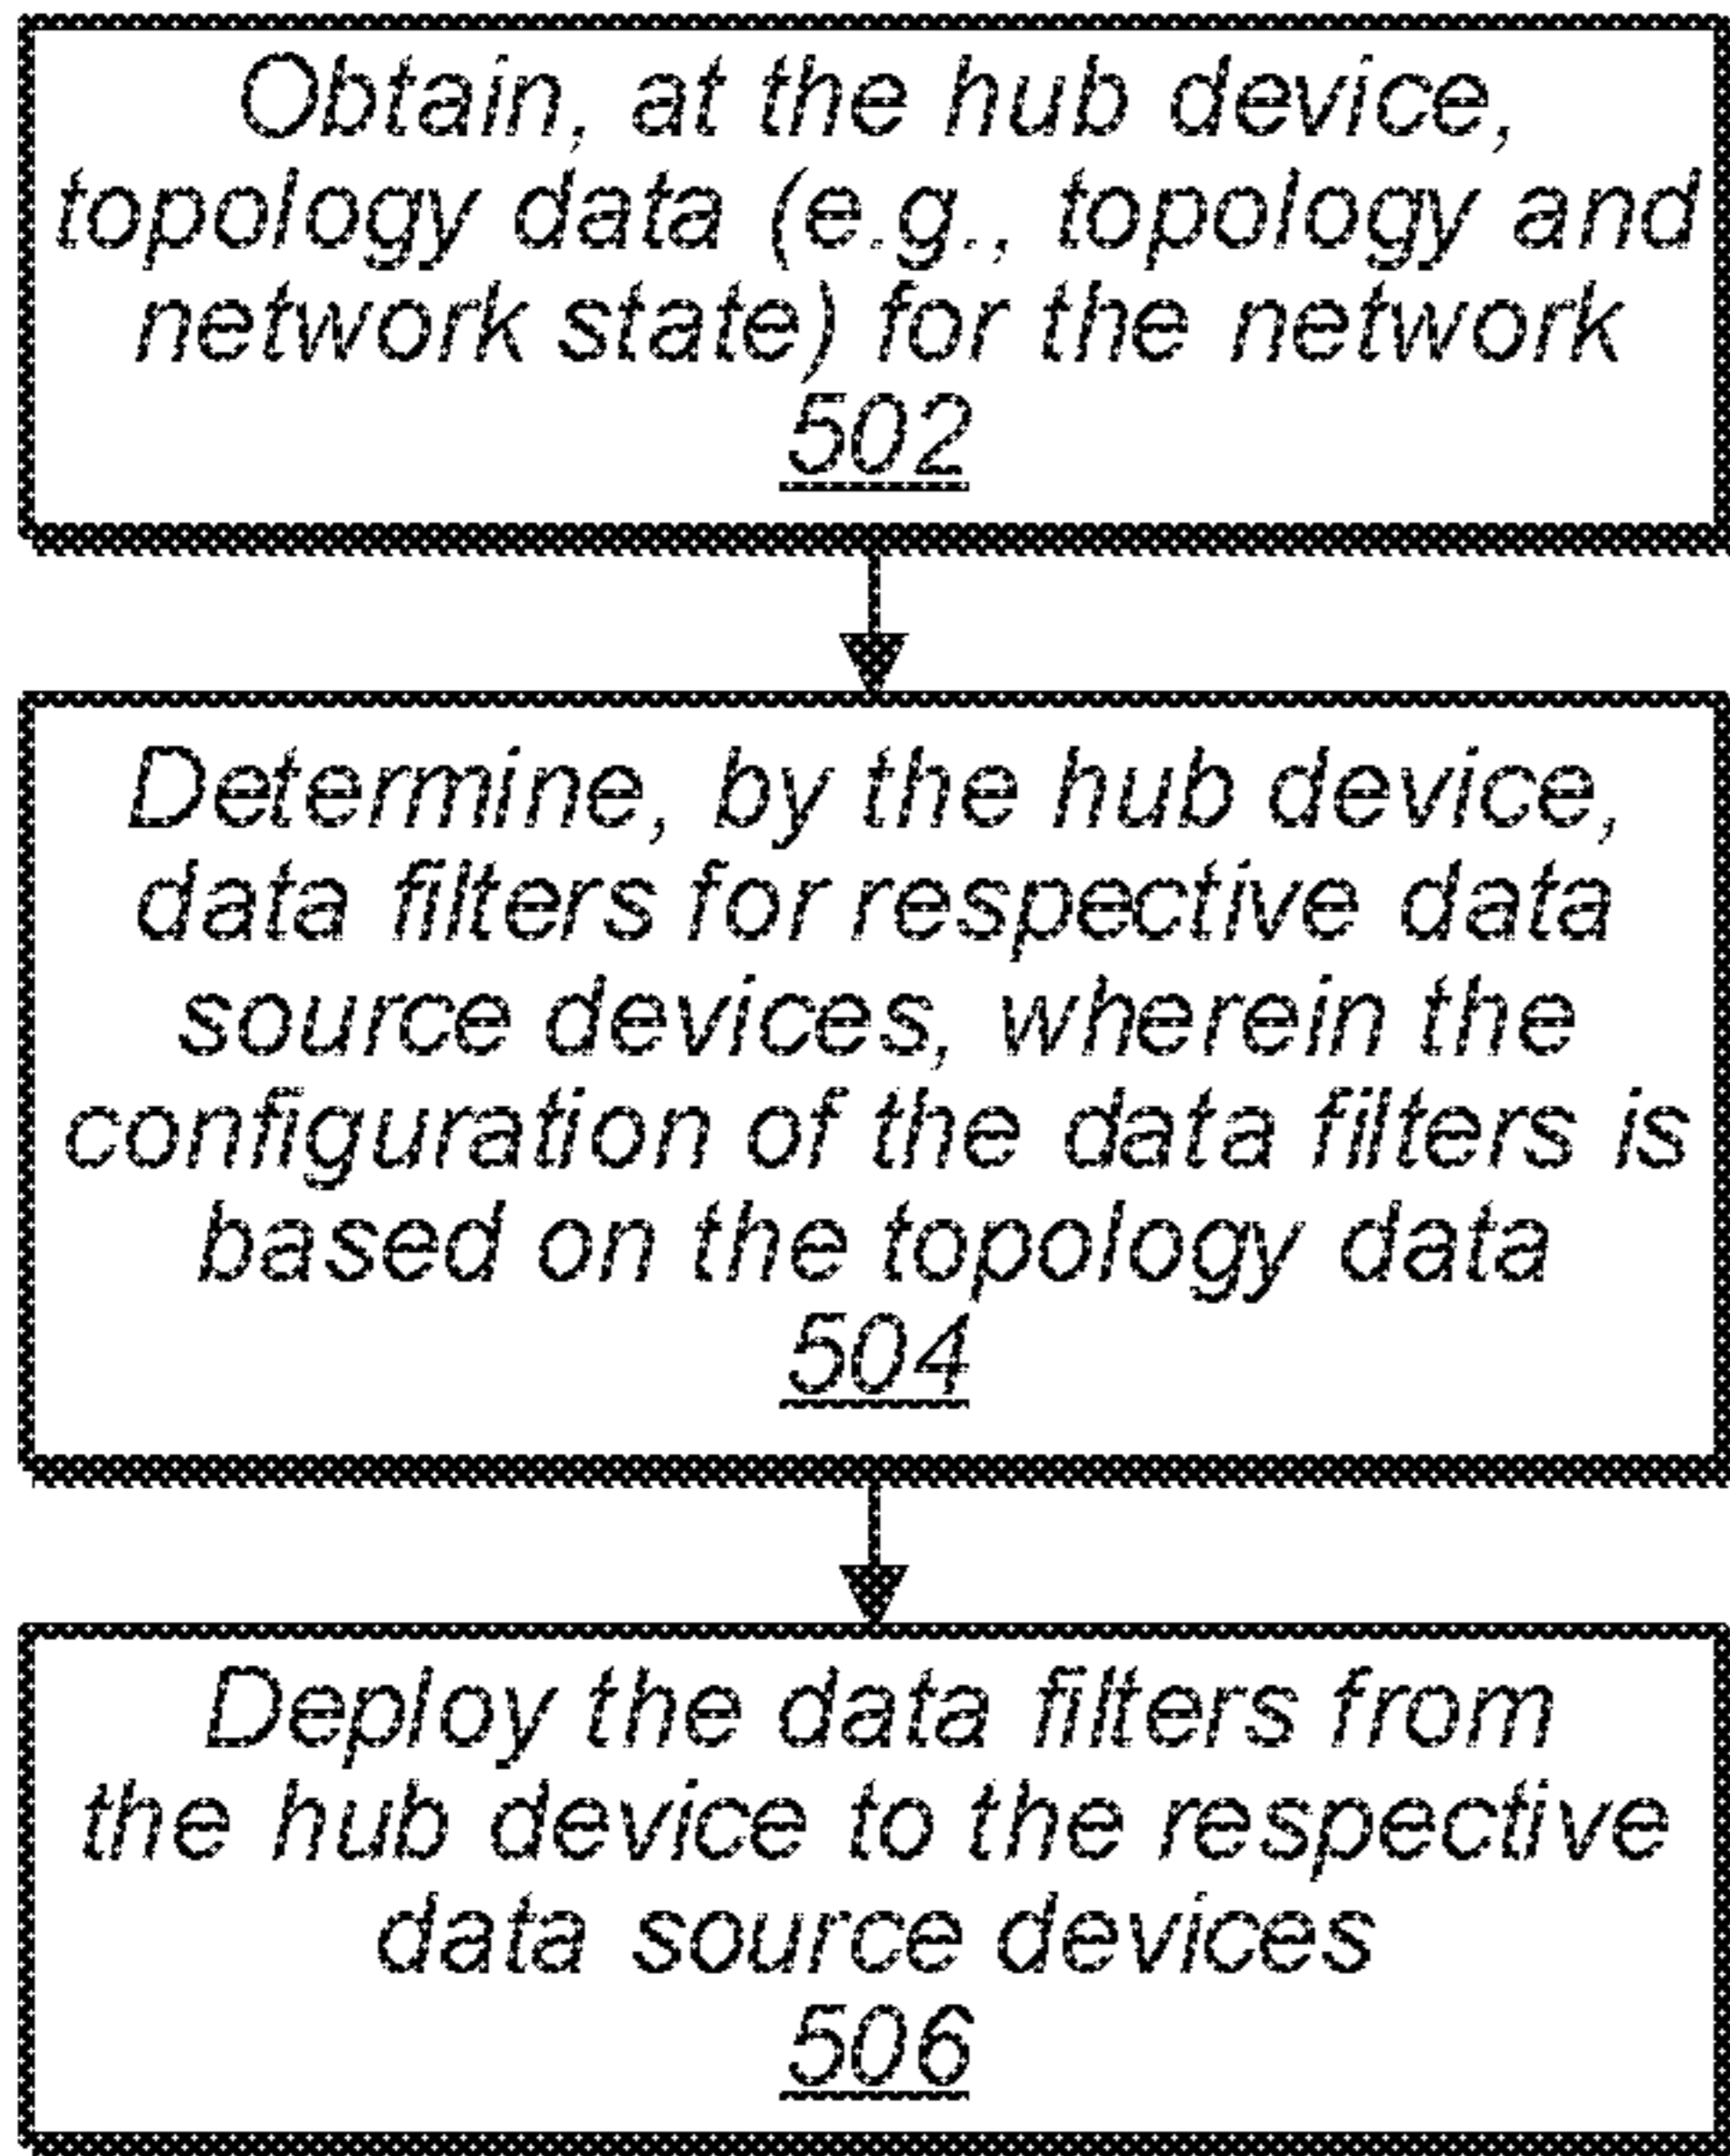 Obtain, at the hub device,
topology data (e.g., topology and
network state) for the network
502
Determine, by the hub device,
data filters for respective data
source devices, wherein the
configuration of the data filters is
based on the topology data
504
Deploy the data filters from
the hub device to the respective
data source devices
506